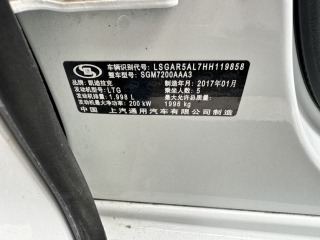 车辆识别代号: LSGAR5AL7HH119858
整车型号: SGM7200AAA3
品牌: 凯迪拉克 制造年月: 2017年01月
发动机型号: LTG 乘坐人数: 5
发动机排量: 1.998 L 最大允许总质量:
发动机最大净功率: 200 kW 1996 kg
中国 上汽通用汽车有限公司制造